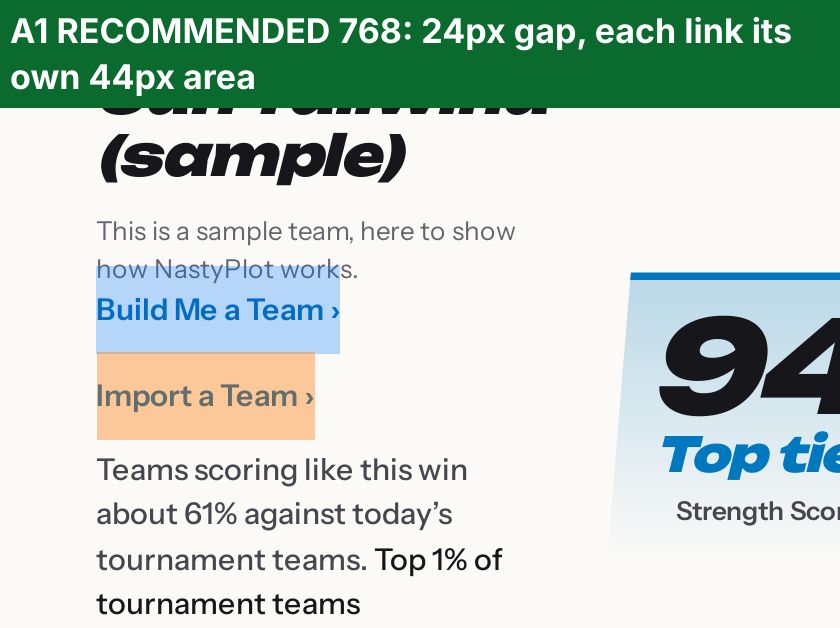 A1 RECOMMENDED 768: 24px gap, each link its
own 44px area
(sample)
This is a sample team, here to show
how NastyPlot works.
Build Me a Team ›
Import a Team ›
Teams scoring like this win
about 61% against today’s
tournament teams. Top 1% of
tournament teams
94
Top tie
Strength Scor